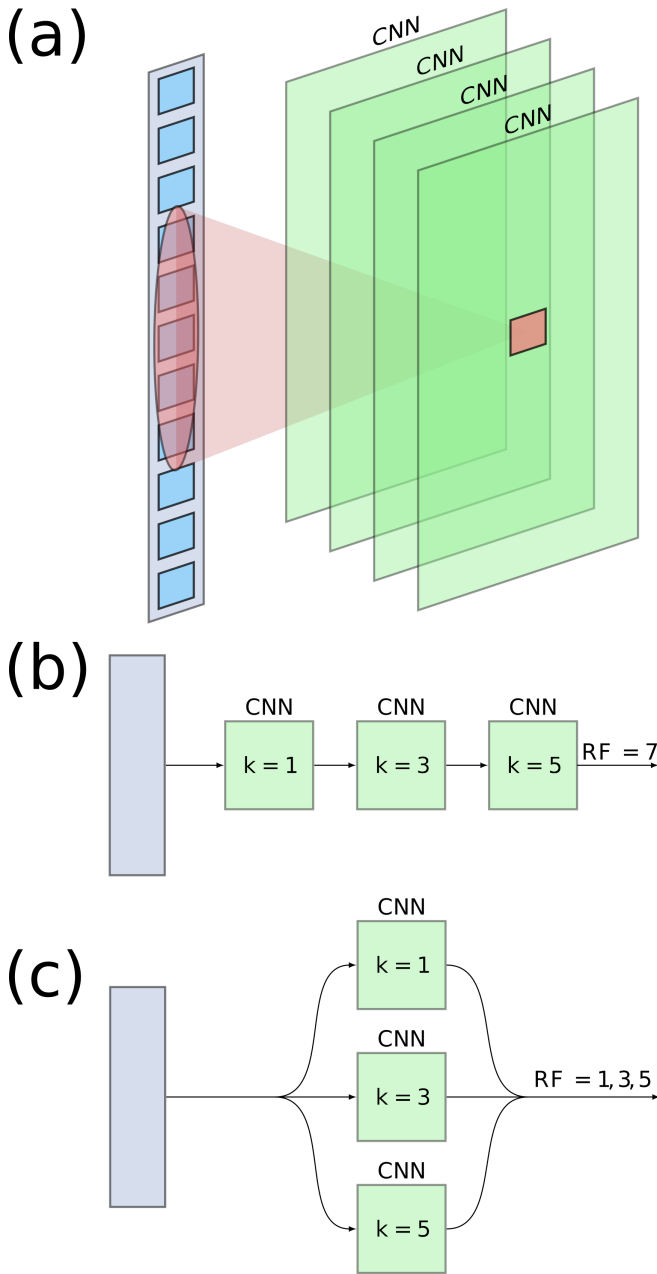 (a)
CNN
CNN
CNN
CNN
(b)
CNN
CNN
CNN
k = 1
k = 3
k = 5
RF = 7
(c)
CNN
k = 1
CNN
k = 3
RF = 1, 3, 5
CNN
k = 5